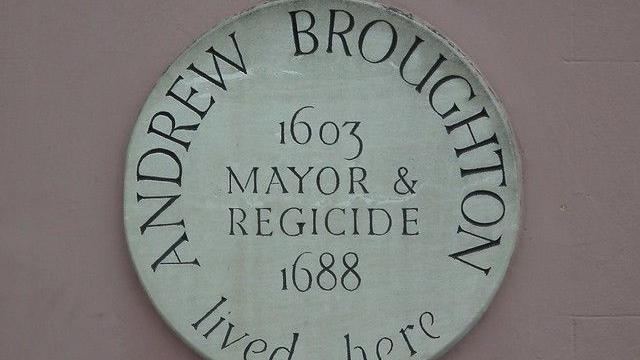 ANDREW BROUGHTON
1603
MAYOR &
REGICIDE
1688
lived here